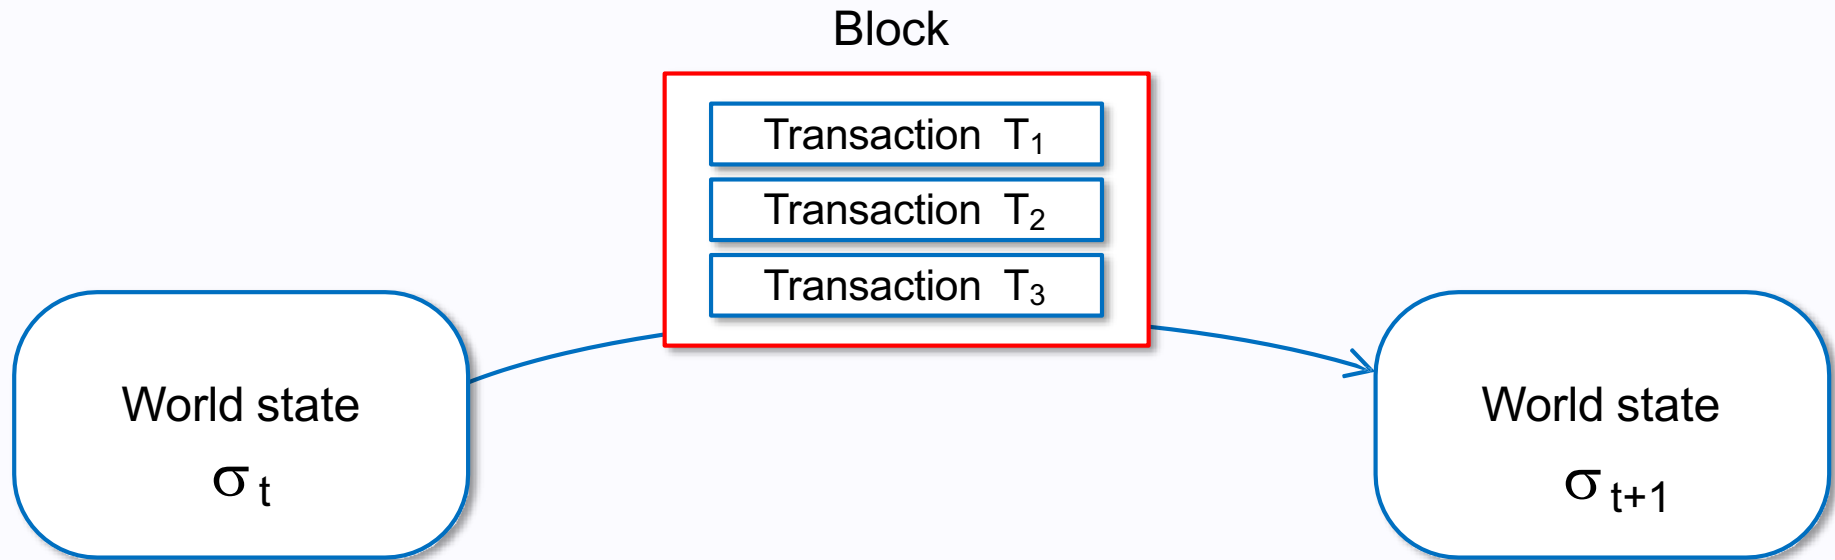 Block
Transaction T₁
Transaction T₂
Transaction T₃
World state
σ t
World state
σ t+1